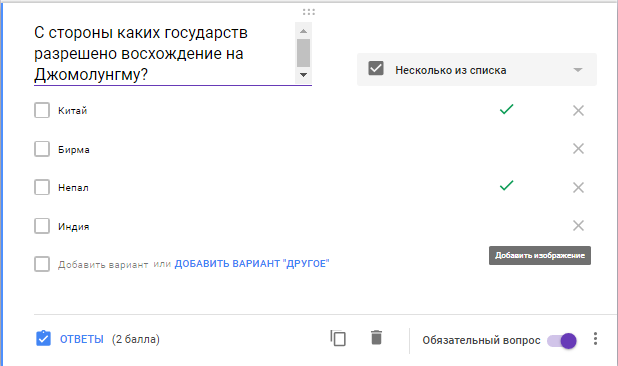 С стороны каких государств
разрешено восхождение на
Джомолунгму?
Несколько из списка
Китай
Бирма
Непал
Индия
Добавить изображение
Добавить вариант или ДОБАВИТЬ ВАРИАНТ "ДРУГОЕ"
ОТВЕТЫ (2 балла)
Обязательный вопрос